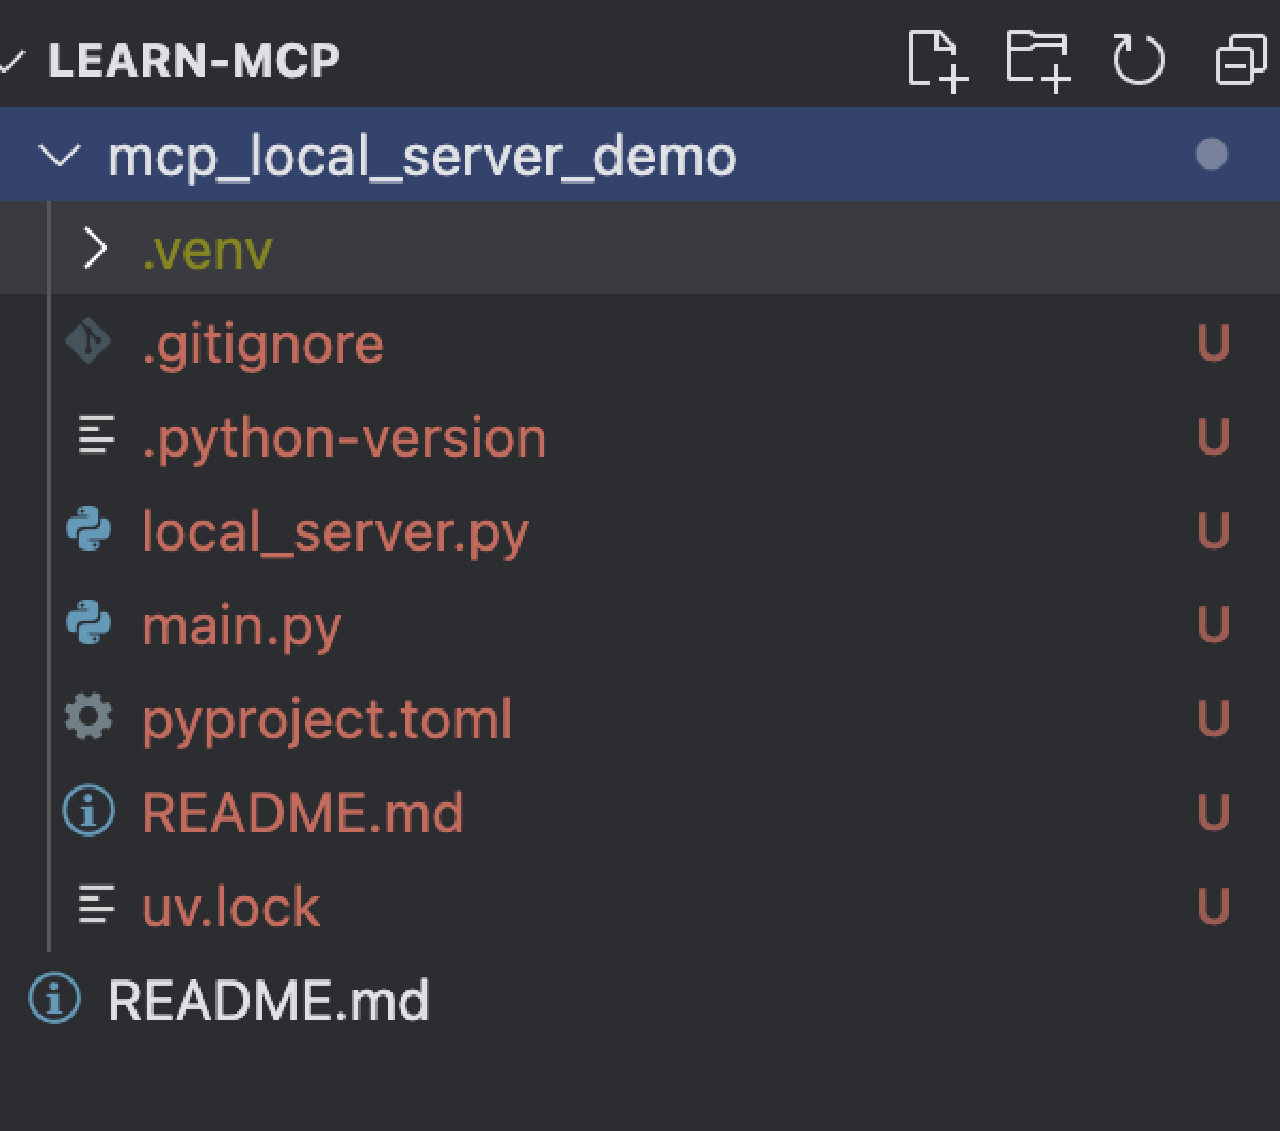 LEARN-MCP
mcp_local_server_demo
.venv
.gitignore U
.python-version U
local_server.py U
main.py U
pyproject.toml U
README.md U
uv.lock U
README.md